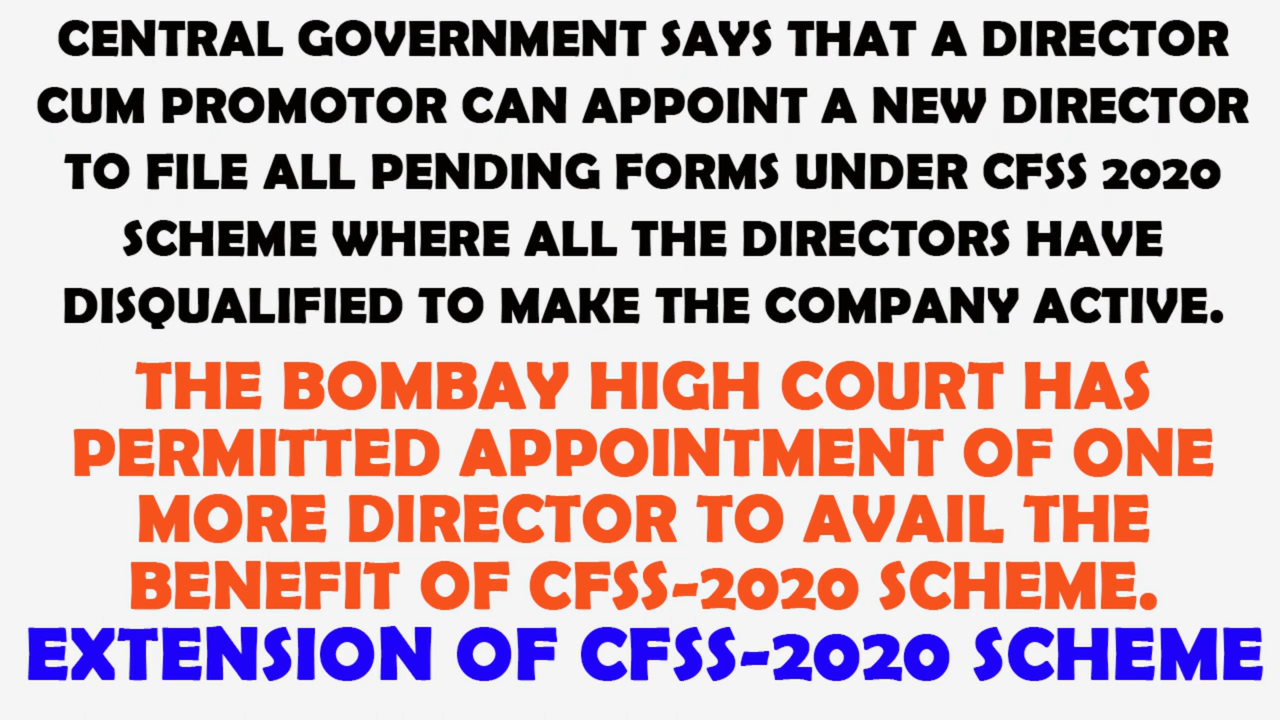 CENTRAL GOVERNMENT SAYS THAT A DIRECTOR
CUM PROMOTOR CAN APPOINT A NEW DIRECTOR
TO FILE ALL PENDING FORMS UNDER CFSS 2020
SCHEME WHERE ALL THE DIRECTORS HAVE
DISQUALIFIED TO MAKE THE COMPANY ACTIVE.
THE BOMBAY HIGH COURT HAS
PERMITTED APPOINTMENT OF ONE
MORE DIRECTOR TO AVAIL THE
BENEFIT OF CFSS-2020 SCHEME.
EXTENSION OF CFSS-2020 SCHEME